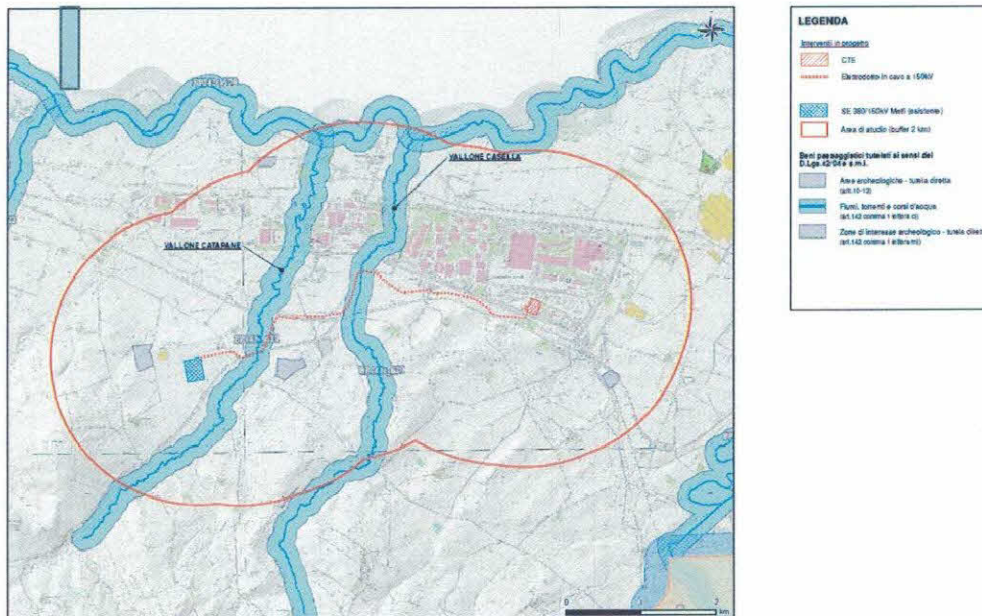 VALLONE CASELLA
VALLONE CATAPANE
0
2
km
LEGENDA
Interventi in progetto
CTE
Elettrodotto in cavo a 150kV
SE 380/150kV Melfi (esistente)
Area di studio (buffer 2 km)
Beni paesaggistici tutelati ai sensi del
D.Lgs. 42/04 e s.m.i.
Aree archeologiche - tutela diretta
(artt.10-13)
Fiumi, torrenti e corsi d'acqua
(art.142 comma 1 lettera c)
Zone di interesse archeologico - tutela diretta
(art.142 comma 1 lettera m)